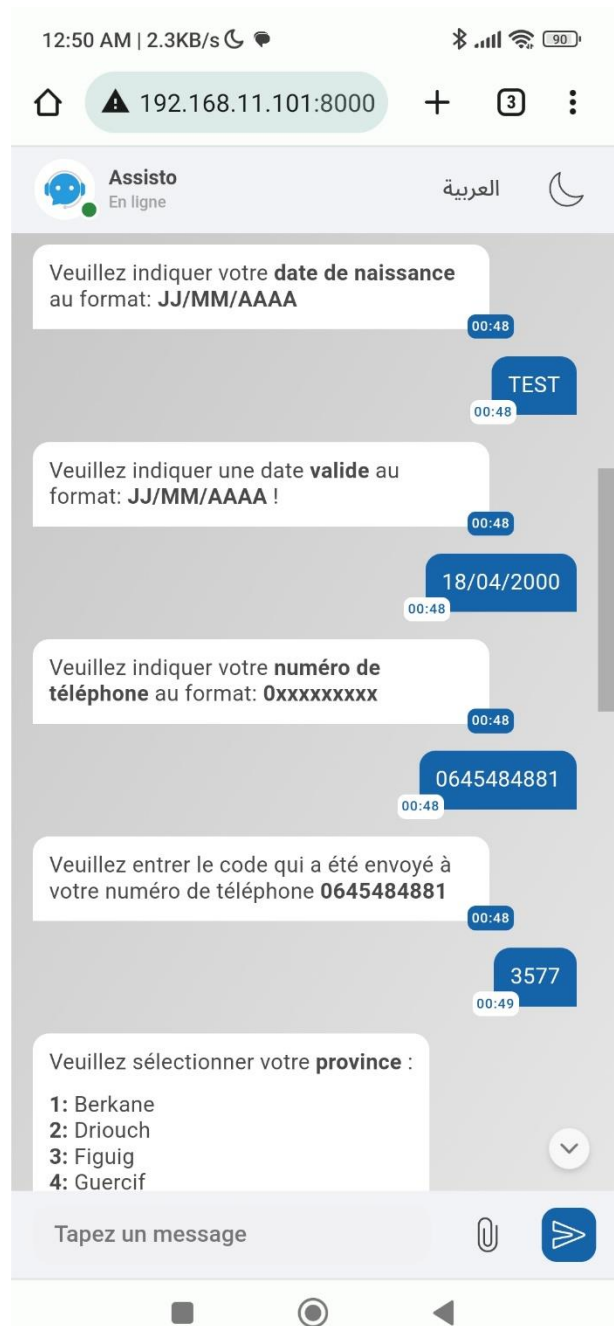 12:50 AM | 2.3KB/s
90
192.168.11.101:8000
3
Assisto
En ligne
العربية
Veuillez indiquer votre date de naissance
au format: JJ/MM/AAAA
00:48
TEST
00:48
Veuillez indiquer une date valide au
format: JJ/MM/AAAA !
00:48
18/04/2000
00:48
Veuillez indiquer votre numéro de
téléphone au format: 0xxxxxxxxx
00:48
0645484881
00:48
Veuillez entrer le code qui a été envoyé à
votre numéro de téléphone 0645484881
00:48
3577
00:49
Veuillez sélectionner votre province :
1: Berkane
2: Driouch
3: Figuig
4: Guercif
Tapez un message